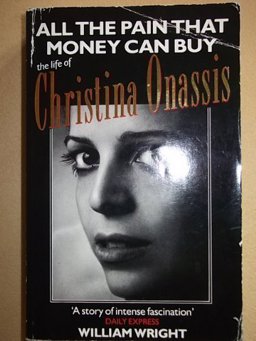 ALL THE PAIN THAT
MONEY CAN BUY
the life of
Christina Onassis
'A story of intense fascination'
DAILY EXPRESS
WILLIAM WRIGHT